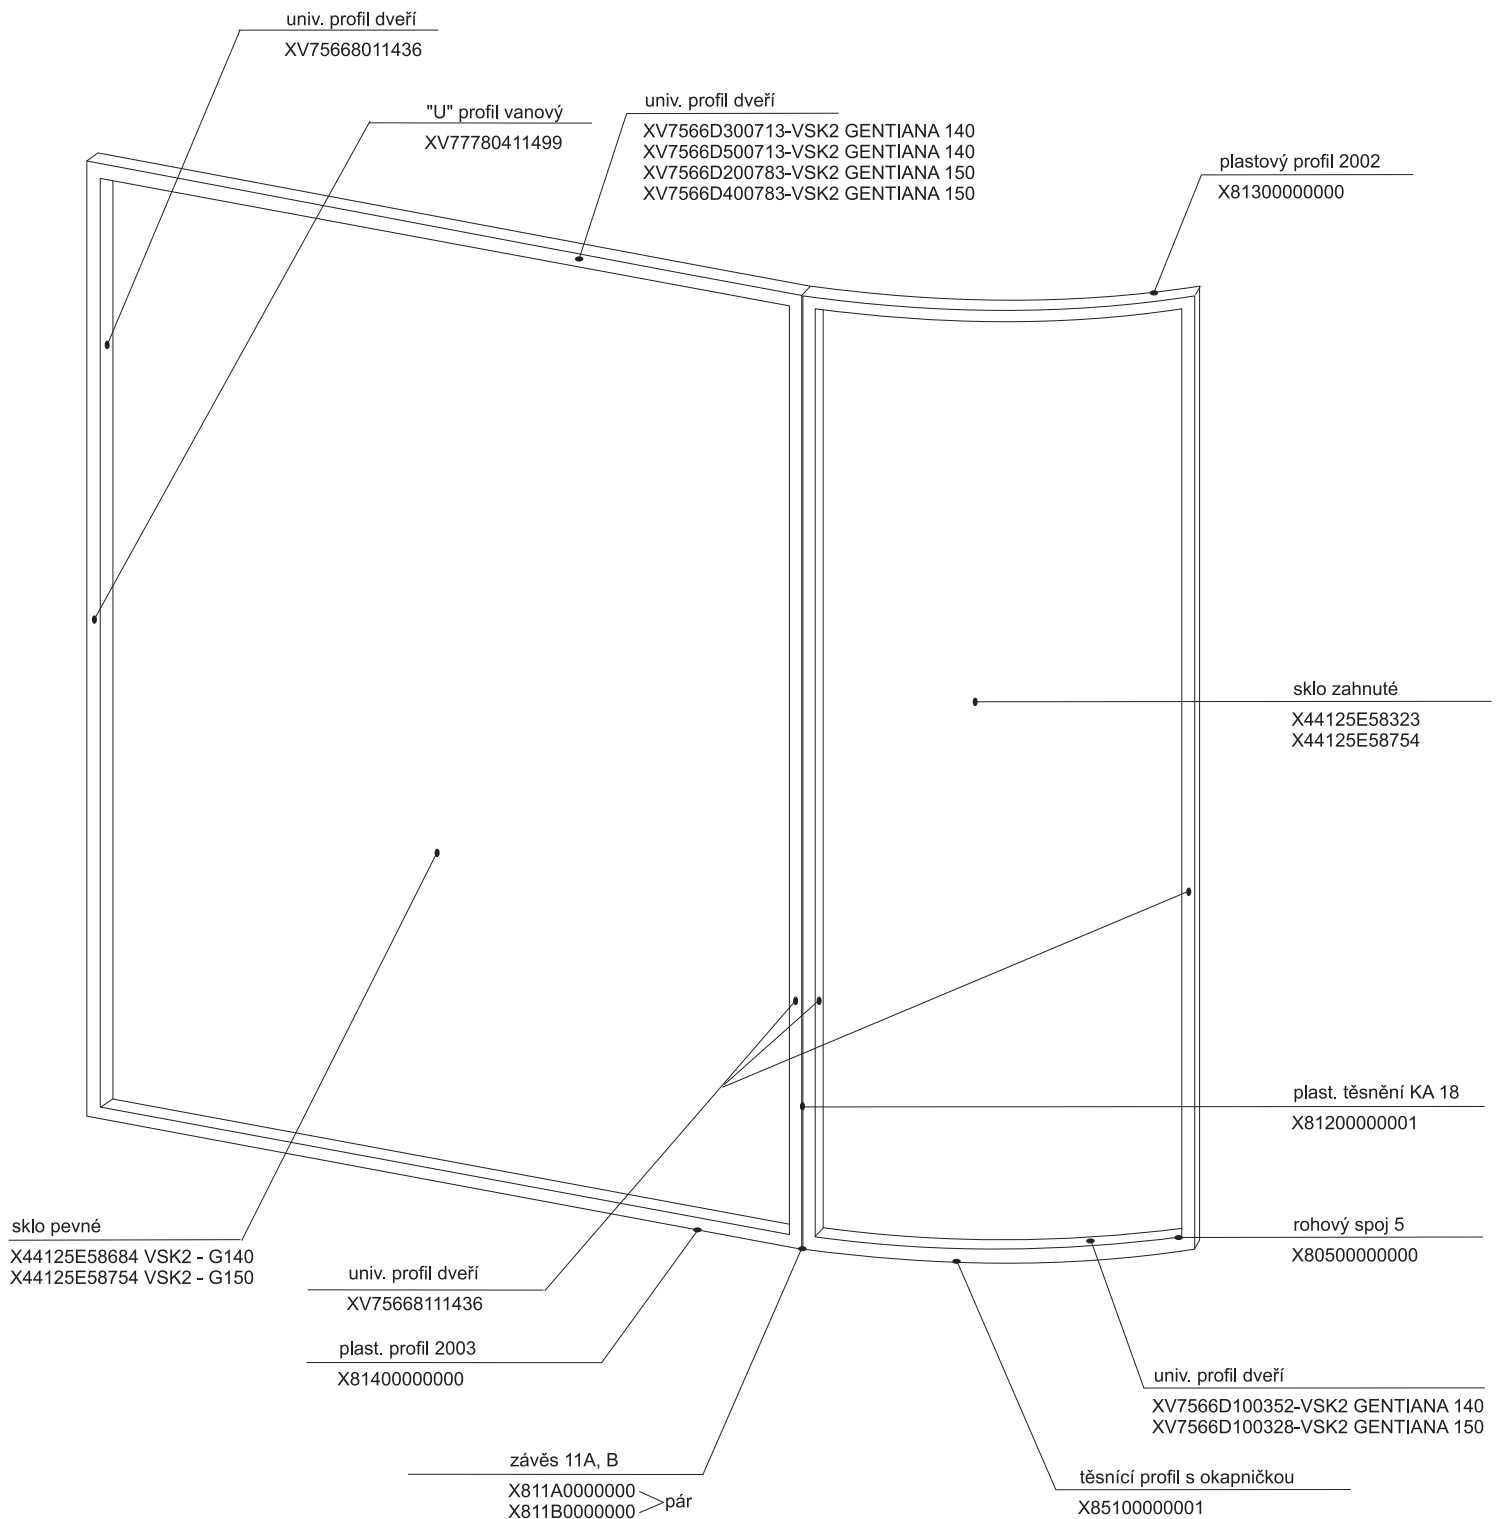 univ. profil dveří
XV75668011436
"U" profil vanový
XV77780411499
univ. profil dveří
XV7566D300713-VSK2 GENTIANA 140
XV7566D500713-VSK2 GENTIANA 140
XV7566D200783-VSK2 GENTIANA 150
XV7566D400783-VSK2 GENTIANA 150
plastový profil 2002
X81300000000
sklo zahnuté
X44125E58323
X44125E58754
plast. těsnění KA 18
X81200000001
sklo pevné
X44125E58684 VSK2 - G140
X44125E58754 VSK2 - G150
rohový spoj 5
X80500000000
univ. profil dveří
XV75668111436
plast. profil 2003
X81400000000
univ. profil dveří
XV7566D100352-VSK2 GENTIANA 140
XV7566D100328-VSK2 GENTIANA 150
závěs 11A, B
X811A0000000
X811B0000000
pár
těsnící profil s okapničkou
X85100000001